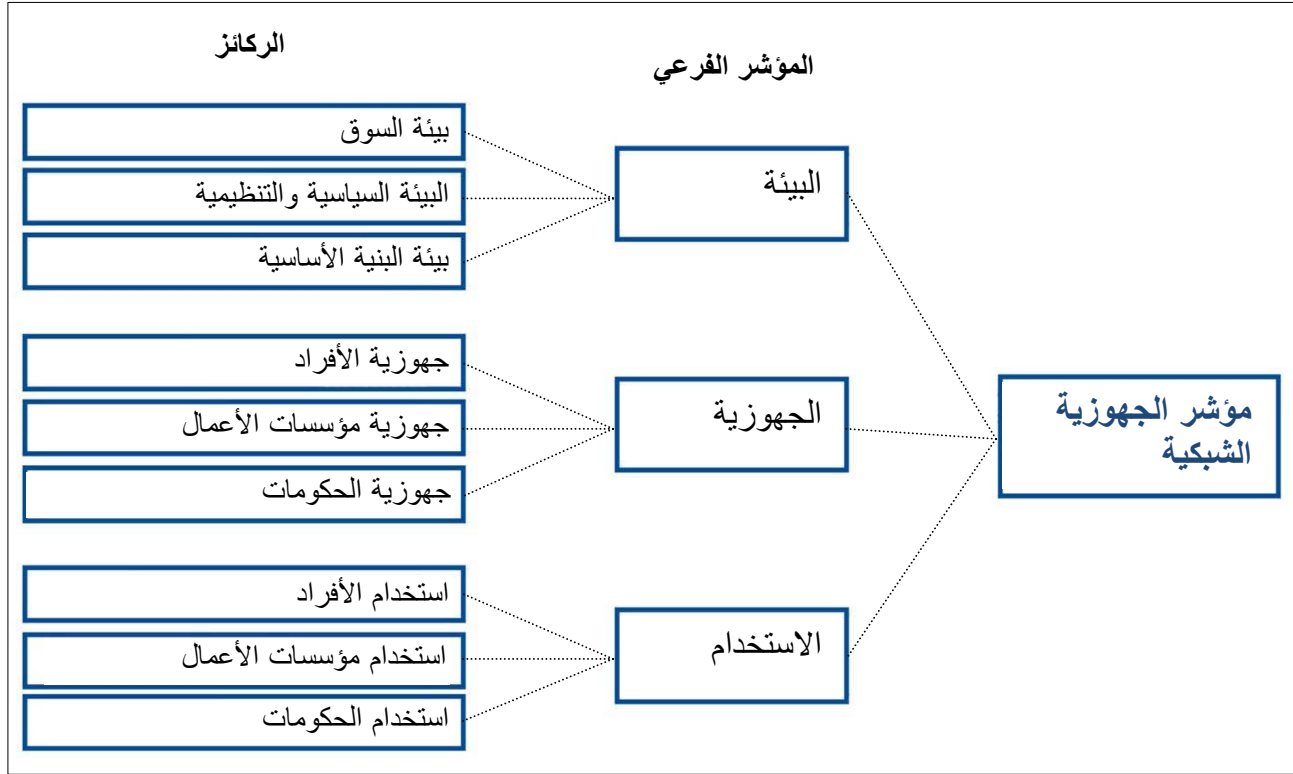 الركائز
المؤشر الفرعي
بيئة السوق
البيئة السياسية والتنظيمية
بيئة البنية الأساسية
البيئة
جهوزية الأفراد
جهوزية مؤسسات الأعمال
جهوزية الحكومات
الجهوزية
مؤشر الجهوزية
الشبكية
استخدام الأفراد
استخدام مؤسسات الأعمال
استخدام الحكومات
الاستخدام